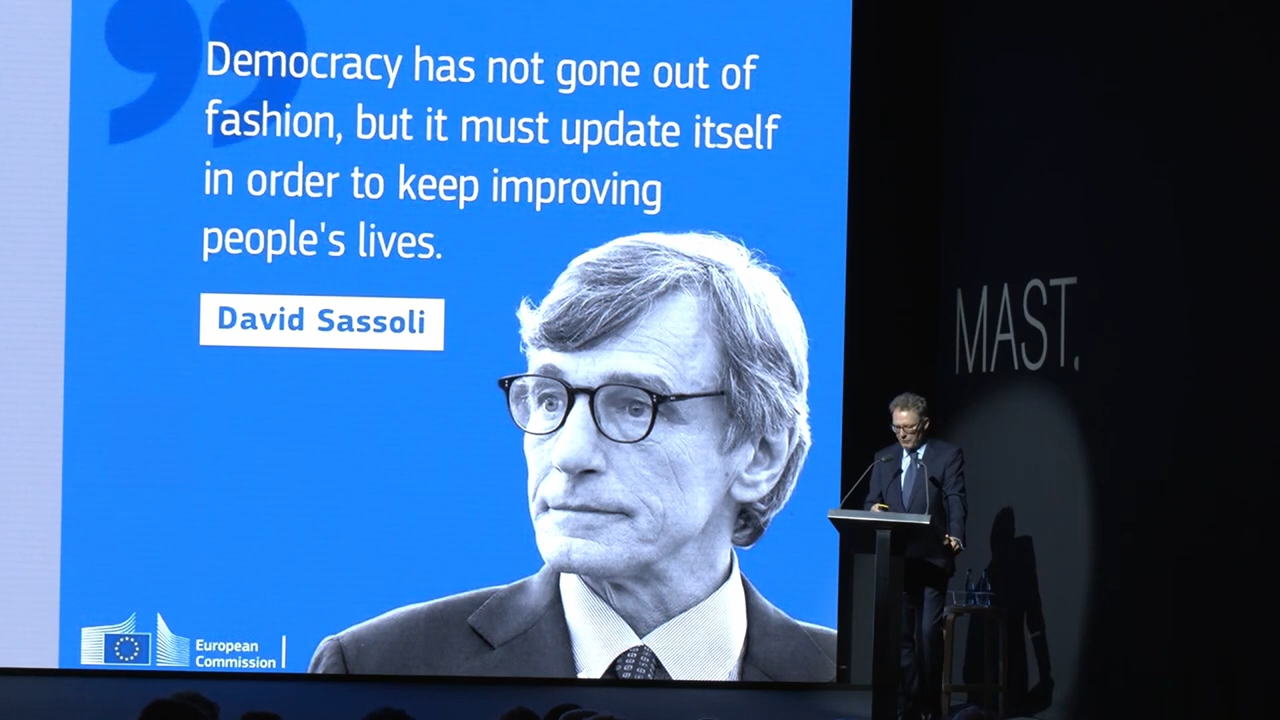 Democracy has not gone out of
fashion, but it must update itself
in order to keep improving
people's lives.
David Sassoli
MAST.
European
Commission